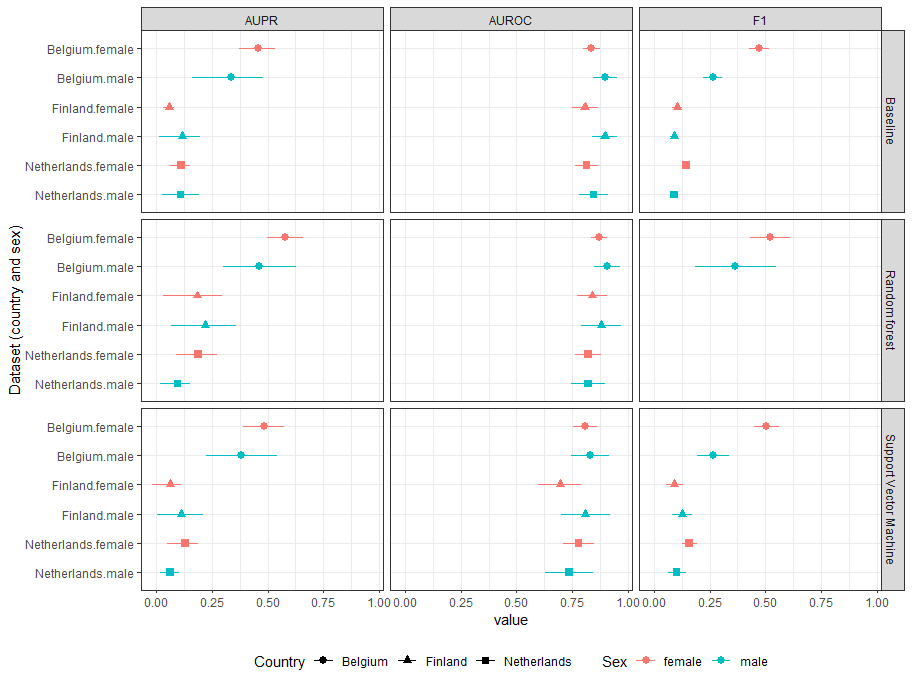 AUPR AUROC F1
Belgium.female
Belgium.male
Finland.female
Finland.male
Netherlands.female
Netherlands.male
Baseline
Belgium.female
Belgium.male
Finland.female
Finland.male
Netherlands.female
Netherlands.male
Random forest
Belgium.female
Belgium.male
Finland.female
Finland.male
Netherlands.female
Netherlands.male
Support Vector Machine
Dataset (country and sex)
0.00 0.25 0.50 0.75 1.00 0.00 0.25 0.50 0.75 1.00 0.00 0.25 0.50 0.75 1.00
value
Country Belgium Finland Netherlands Sex female male